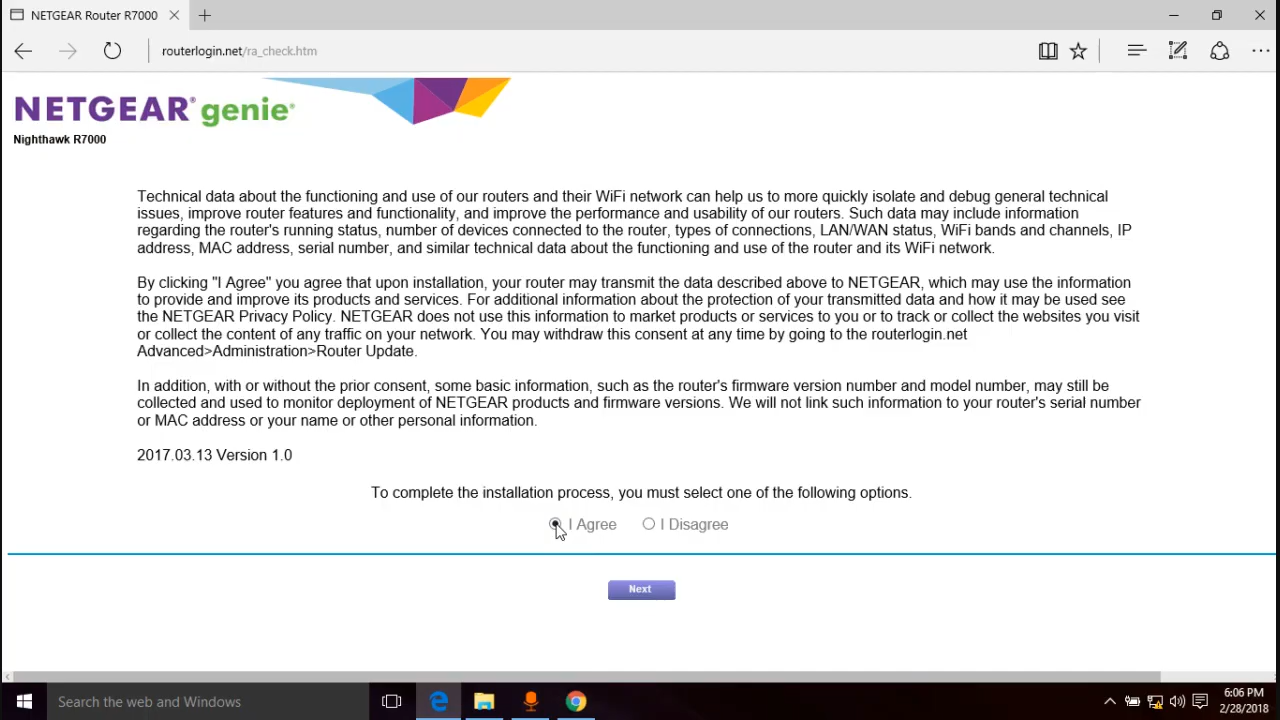 NETGEAR Router R7000
routerlogin.net/ra_check.htm
NETGEAR® genie®
Nighthawk R7000
Technical data about the functioning and use of our routers and their WiFi network can help us to more quickly isolate and debug general technical
issues, improve router features and functionality, and improve the performance and usability of our routers. Such data may include information
regarding the router's running status, number of devices connected to the router, types of connections, LAN/WAN status, WiFi bands and channels, IP
address, MAC address, serial number, and similar technical data about the functioning and use of the router and its WiFi network.
By clicking "I Agree" you agree that upon installation, your router may transmit the data described above to NETGEAR, which may use the information
to provide and improve its products and services. For additional information about the protection of your transmitted data and how it may be used see
the NETGEAR Privacy Policy. NETGEAR does not use this information to market products or services to you or to track or collect the websites you visit
or collect the content of any traffic on your network. You may withdraw this consent at any time by going to the routerlogin.net
Advanced>Administration>Router Update.
In addition, with or without the prior consent, some basic information, such as the router's firmware version number and model number, may still be
collected and used to monitor deployment of NETGEAR products and firmware versions. We will not link such information to your router's serial number
or MAC address or your name or other personal information.
2017.03.13 Version 1.0
To complete the installation process, you must select one of the following options.
I Agree I Disagree
Next
Search the web and Windows
6:06 PM
2/28/2018